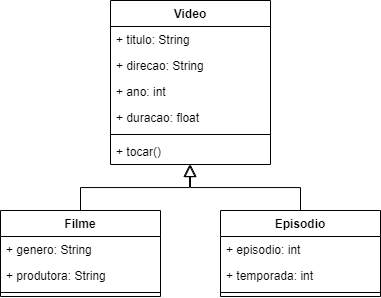 Video
+ titulo: String
+ direcao: String
+ ano: int
+ duracao: float
+ tocar()
Filme
+ genero: String
+ produtora: String
Episodio
+ episodio: int
+ temporada: int